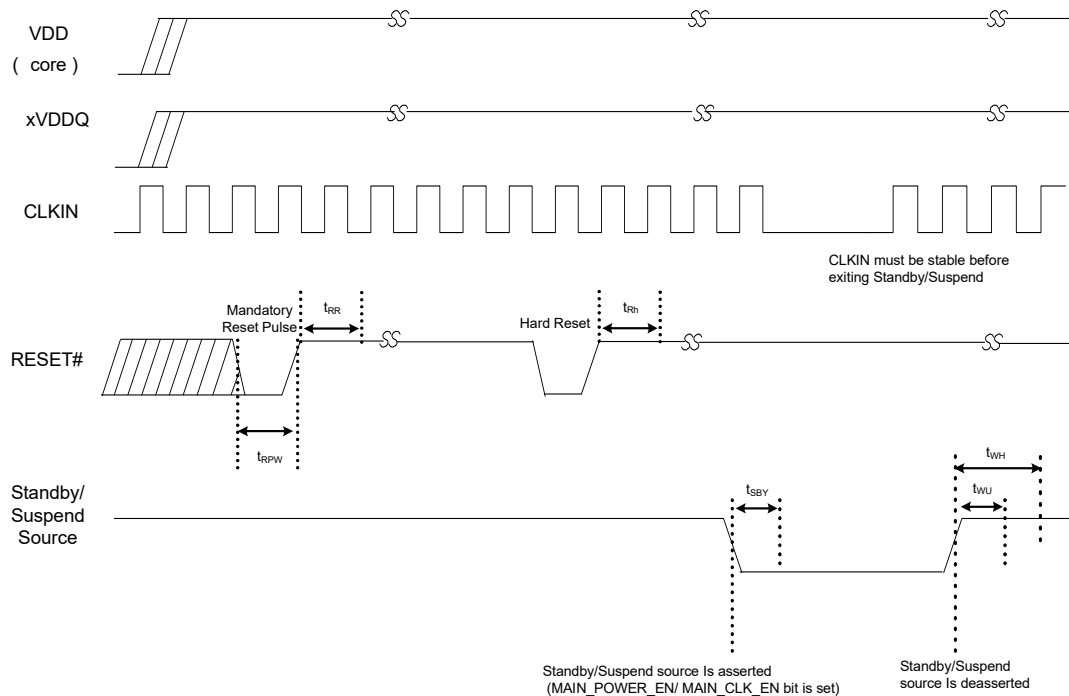 VDD
( core )
xVDDQ
CLKIN
CLKIN must be stable before
exiting Standby/Suspend
Mandatory
Reset Pulse
tRR
Hard Reset
tRh
RESET#
tRPW
tWH
Standby/
Suspend
Source
tSBY
tWU
Standby/Suspend source Is asserted
(MAIN_POWER_EN/ MAIN_CLK_EN bit is set)
Standby/Suspend
source Is deasserted